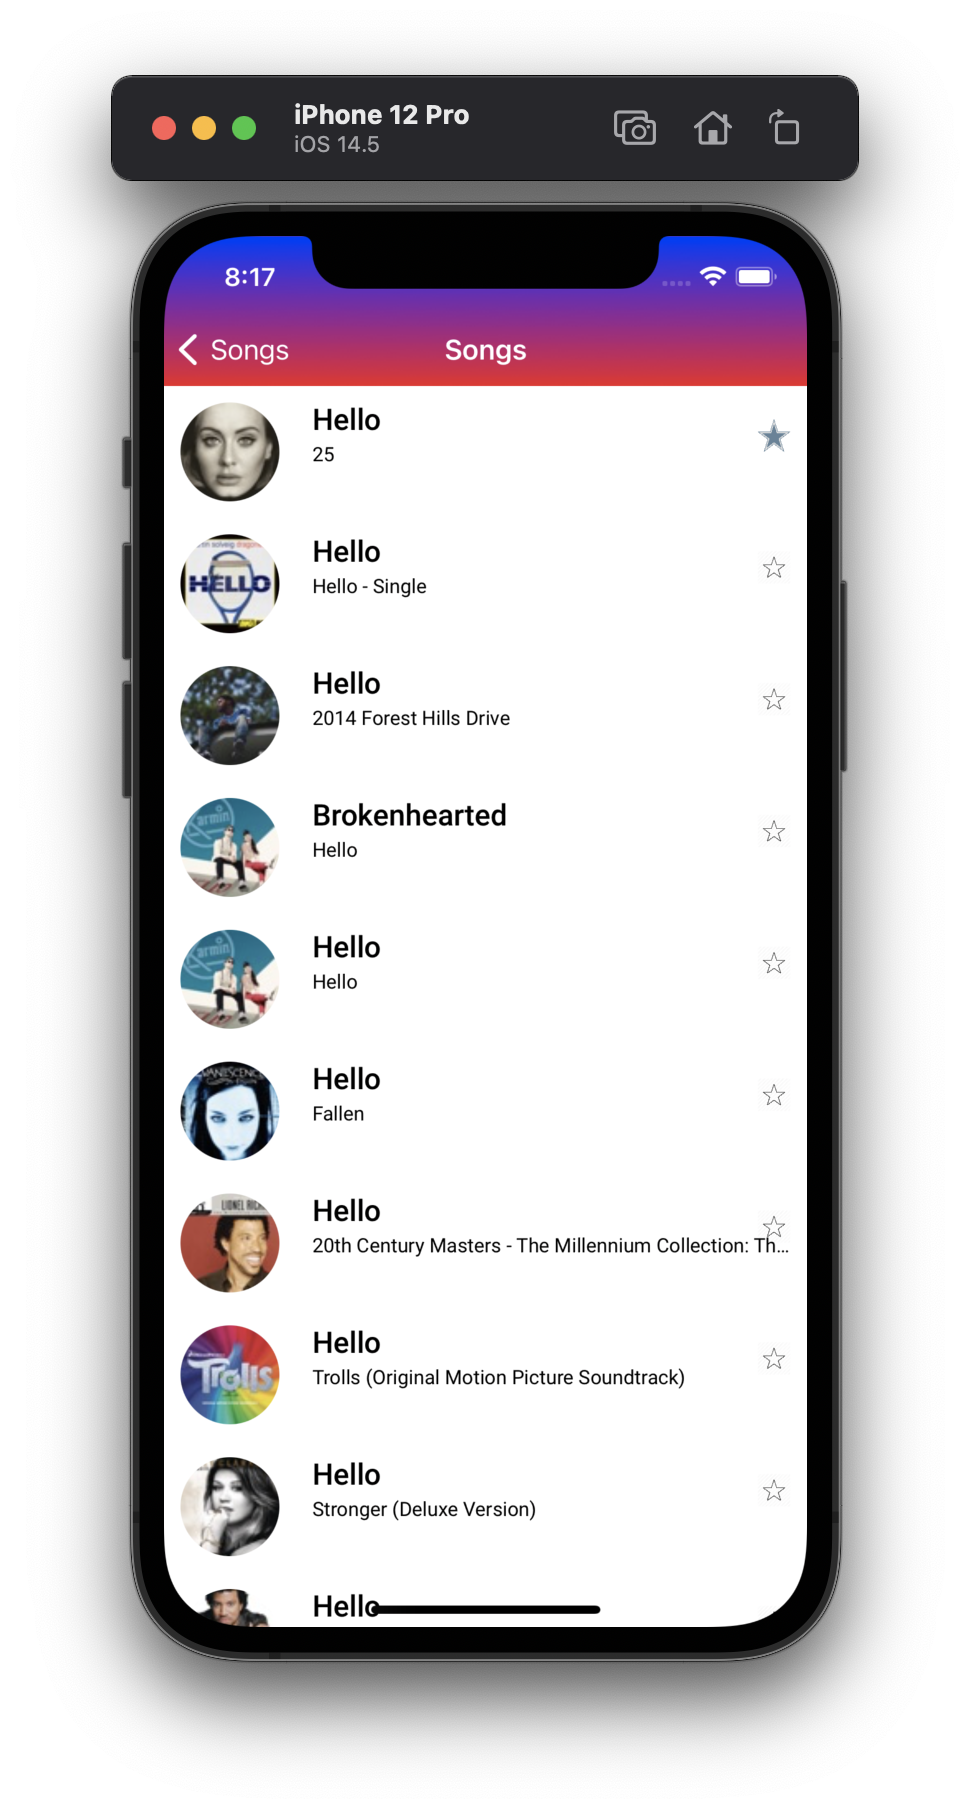 iPhone 12 Pro
iOS 14.5
8:17
Songs
Songs
Hello
25
HELLO
Hello
Hello - Single
Hello
2014 Forest Hills Drive
armin
Brokenhearted
Hello
armin
Hello
Hello
Hello
Fallen
LIONEL RICH
Hello
20th Century Masters - The Millennium Collection: Th...
Trolls
Hello
Trolls (Original Motion Picture Soundtrack)
Hello
Stronger (Deluxe Version)
Hello